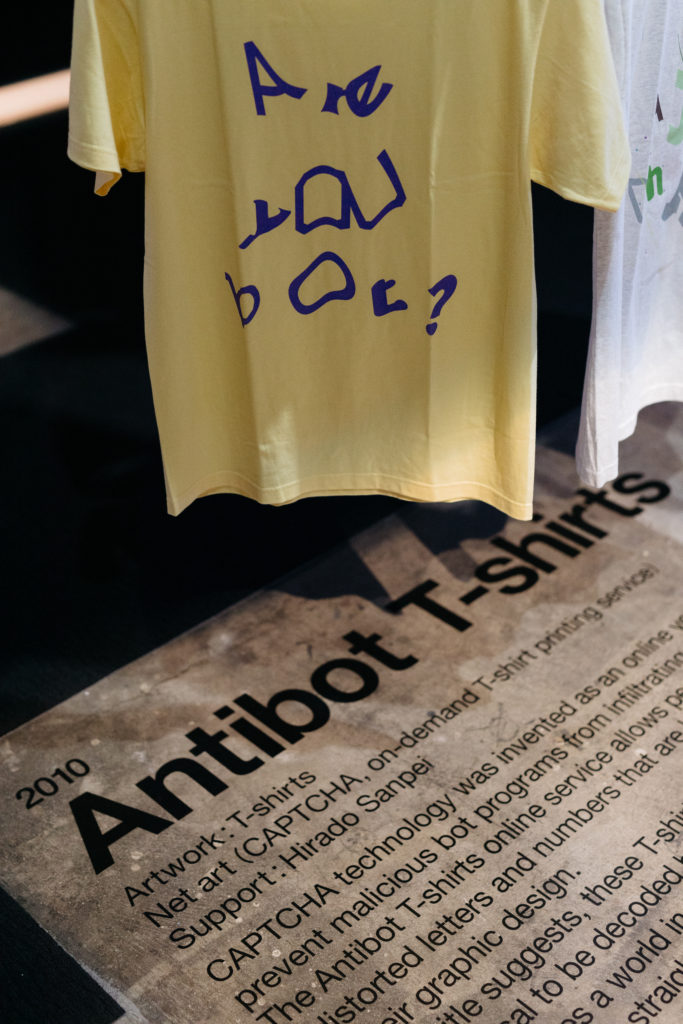 Are
you
bot?
n
2010
Antibot T-shirts
Artwork: T-shirts
Net art (CAPTCHA, on-demand T-shirt printing service)
Support: Hirado Sanpei
CAPTCHA technology was invented as an online
prevent malicious bot programs from infiltrating
The Antibot T-shirts online service allows
distorted letters and numbers that are
graphic design.
suggests, these
to be decoded
a world in